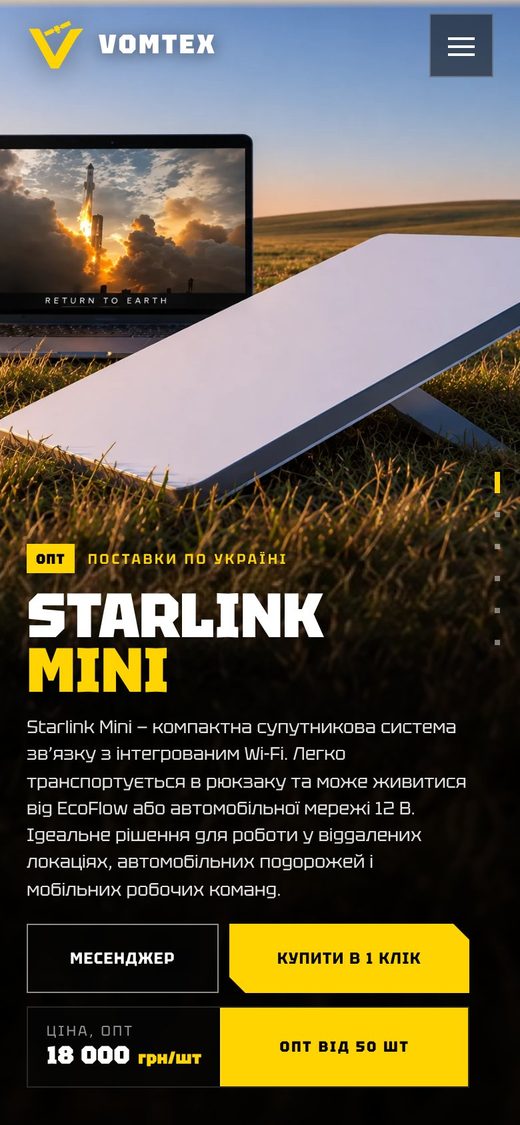 VOMTEX
RETURN TO EARTH
ОПТ ПОСТАВКИ ПО УКРАЇНІ
STARLINK
MINI
Starlink Mini – компактна супутникова система
зв’язку з інтегрованим Wi-Fi. Легко
транспортується в рюкзаку та може живитися
від EcoFlow або автомобільної мережі 12 В.
Ідеальне рішення для роботи у віддалених
локаціях, автомобільних подорожей і
мобільних робочих команд.
МЕСЕНДЖЕР КУПИТИ В 1 КЛІК
ЦІНА, ОПТ
18 000 грн/шт
ОПТ ВІД 50 ШТ